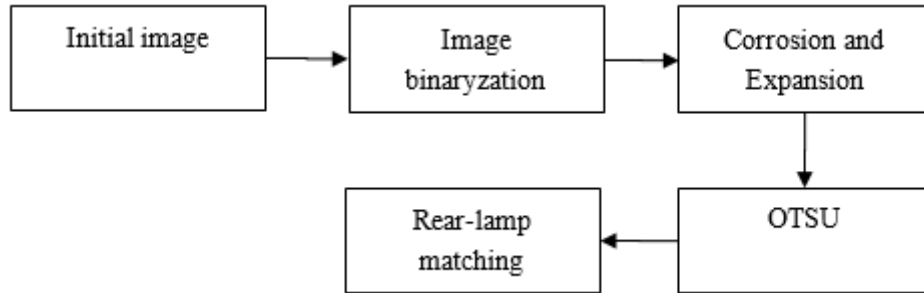 Initial image
Image
binaryzation
Corrosion and
Expansion
OTSU
Rear-lamp
matching